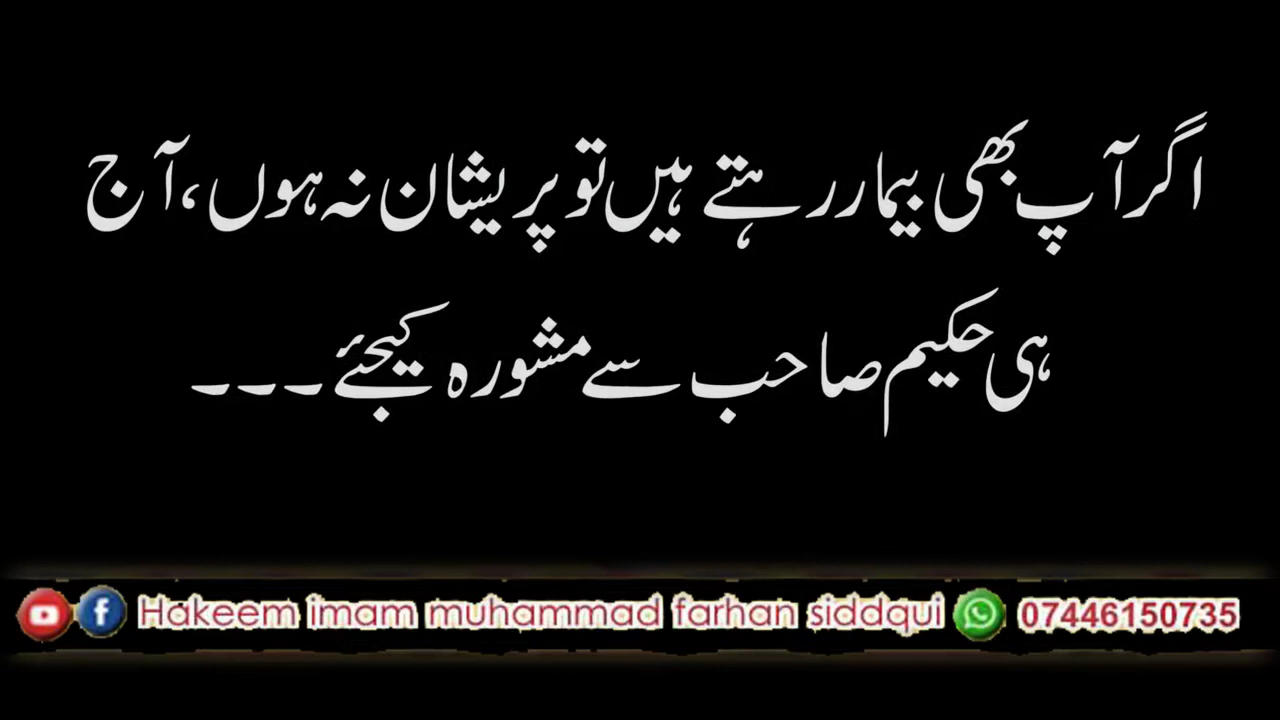 اگر آپ بھی بیمار رہتے ہیں تو پریشان نہ ہوں، آج
ہی حکیم صاحب سے مشورہ کیجئے۔۔۔
Hakeem imam muhammad farhan siddqui 07446150735